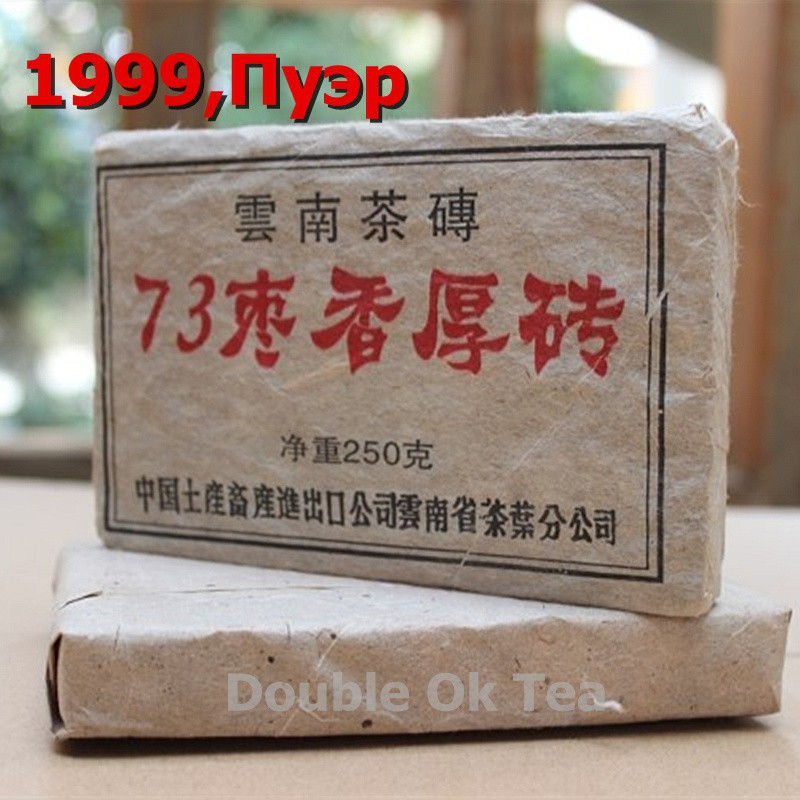 1999,Пуэр
雲南茶磚
73枣香厚砖
净重250克
中国土産畜産進出口公司雲南省茶葉分公司
Double Ok Tea